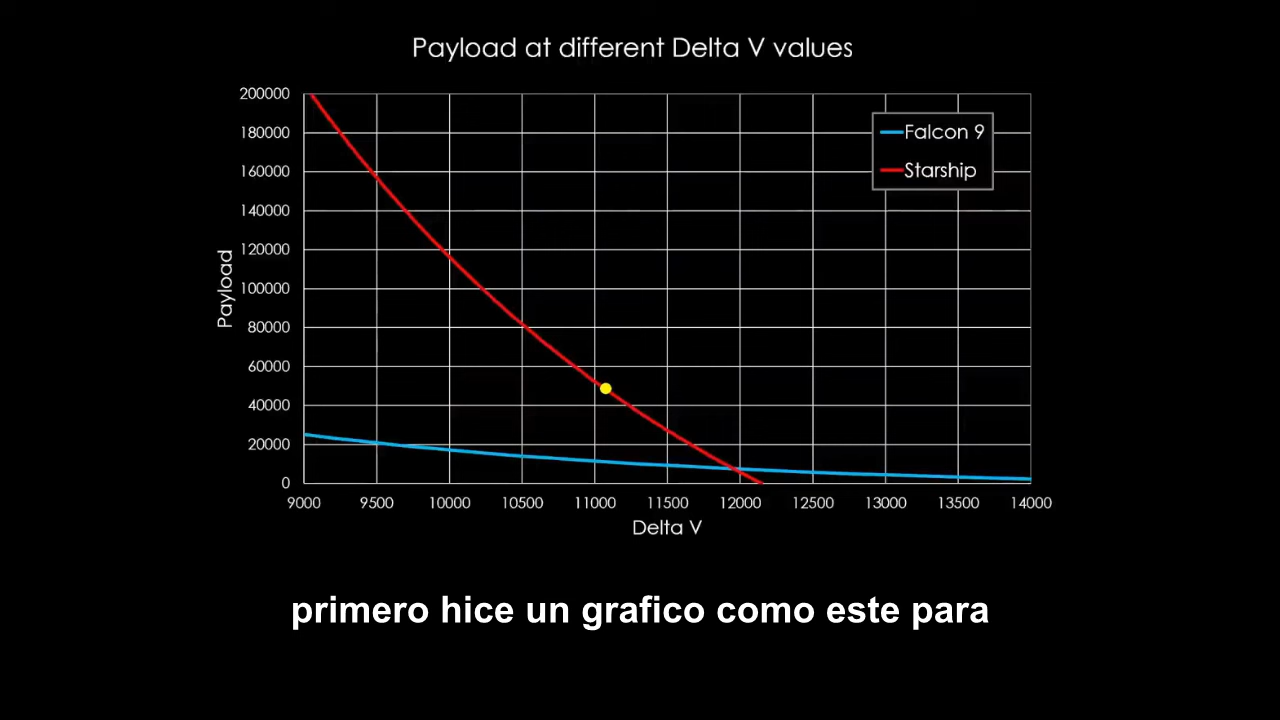 Payload at different Delta V values
200000
180000
160000
140000
120000
100000
80000
60000
40000
20000
0
Payload
Falcon 9
Starship
9000 9500 10000 10500 11000 11500 12000 12500 13000 13500 14000
Delta V
primero hice un grafico como este para